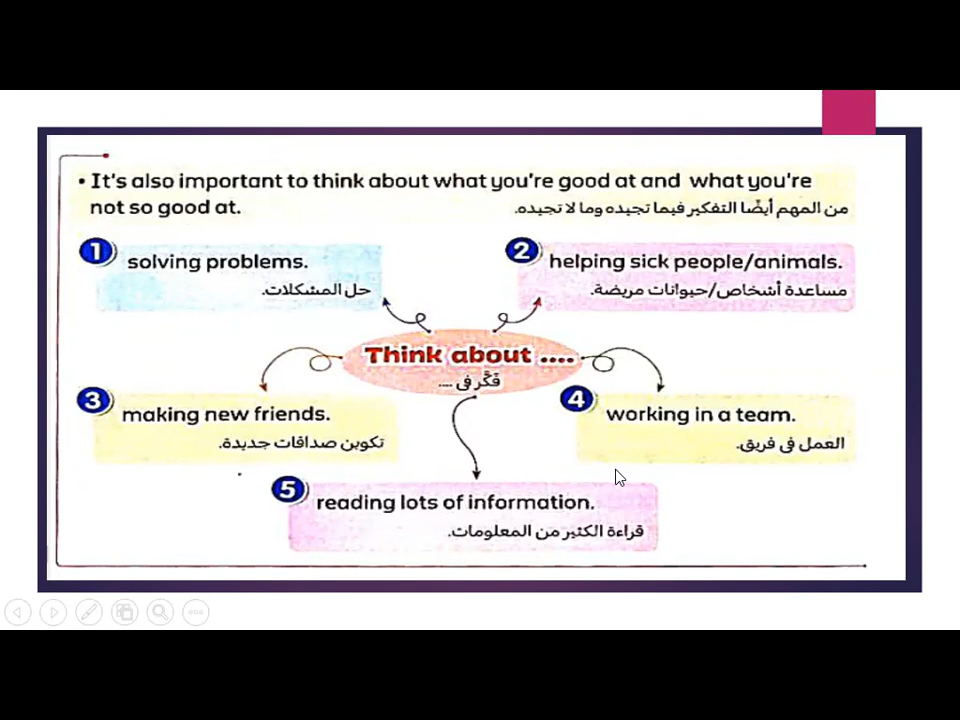 • It's also important to think about what you're good at and what you're
not so good at.
من المهم أيضًا التفكير فيما تجيده وما لا تجيده.
1
solving problems.
حل المشكلات.
2
helping sick people/animals.
مساعدة أشخاص/حيوانات مريضة.
Think about ....
فَكَّر فى ....
3
making new friends.
تكوين صداقات جديدة.
4
working in a team.
العمل فى فريق.
5
reading lots of information.
قراءة الكثير من المعلومات.